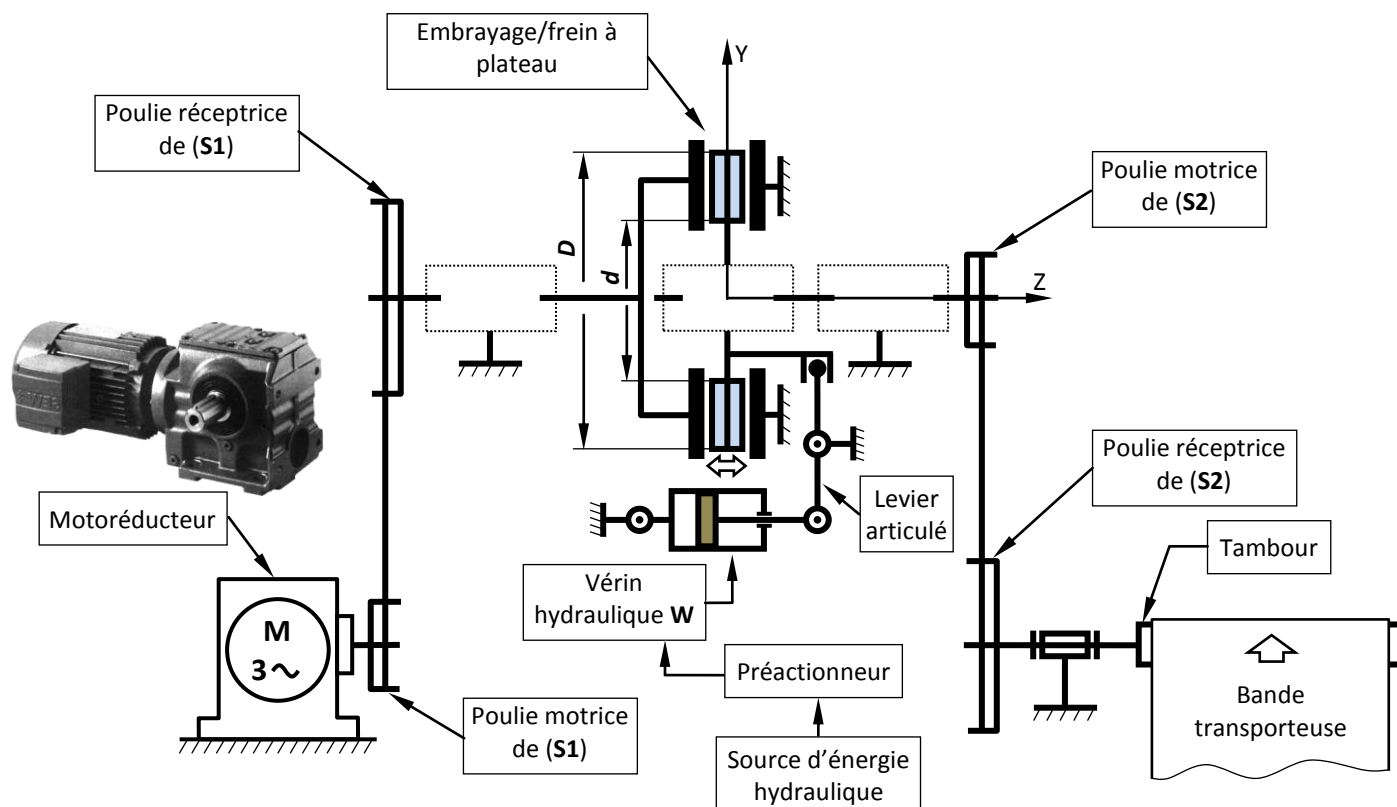 Embrayage/frein à
plateau
Y
Poulie réceptrice
de (S1)
Poulie motrice
de (S2)
D
d
Z
Motoréducteur
Levier
articulé
Poulie réceptrice
de (S2)
Tambour
Vérin
hydraulique W
M
3
Préactionneur
Bande
transporteuse
Poulie motrice
de (S1)
Source d’énergie
hydraulique